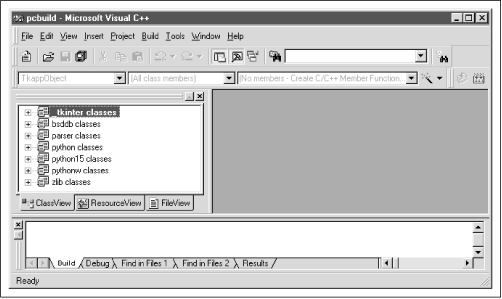 pcbuild - Microsoft Visual C++
File Edit View Insert Project Build Tools Window Help
TkappObject [All class members] [No members - Create C/C++ Member Function...
_tkinter classes
bsddb classes
parser classes
python classes
python15 classes
pythonw classes
zlib classes
ClassView ResourceView FileView
Build Debug Find in Files 1 Find in Files 2 Results
Ready